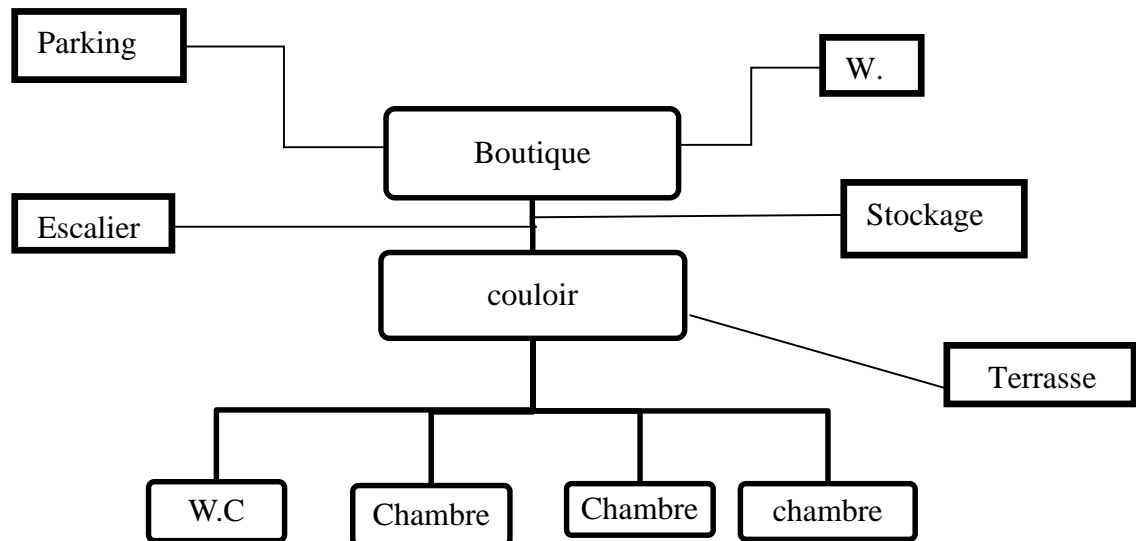 Parking
W.
Boutique
Escalier
Stockage
couloir
Terrasse
W.C
Chambre
Chambre
chambre